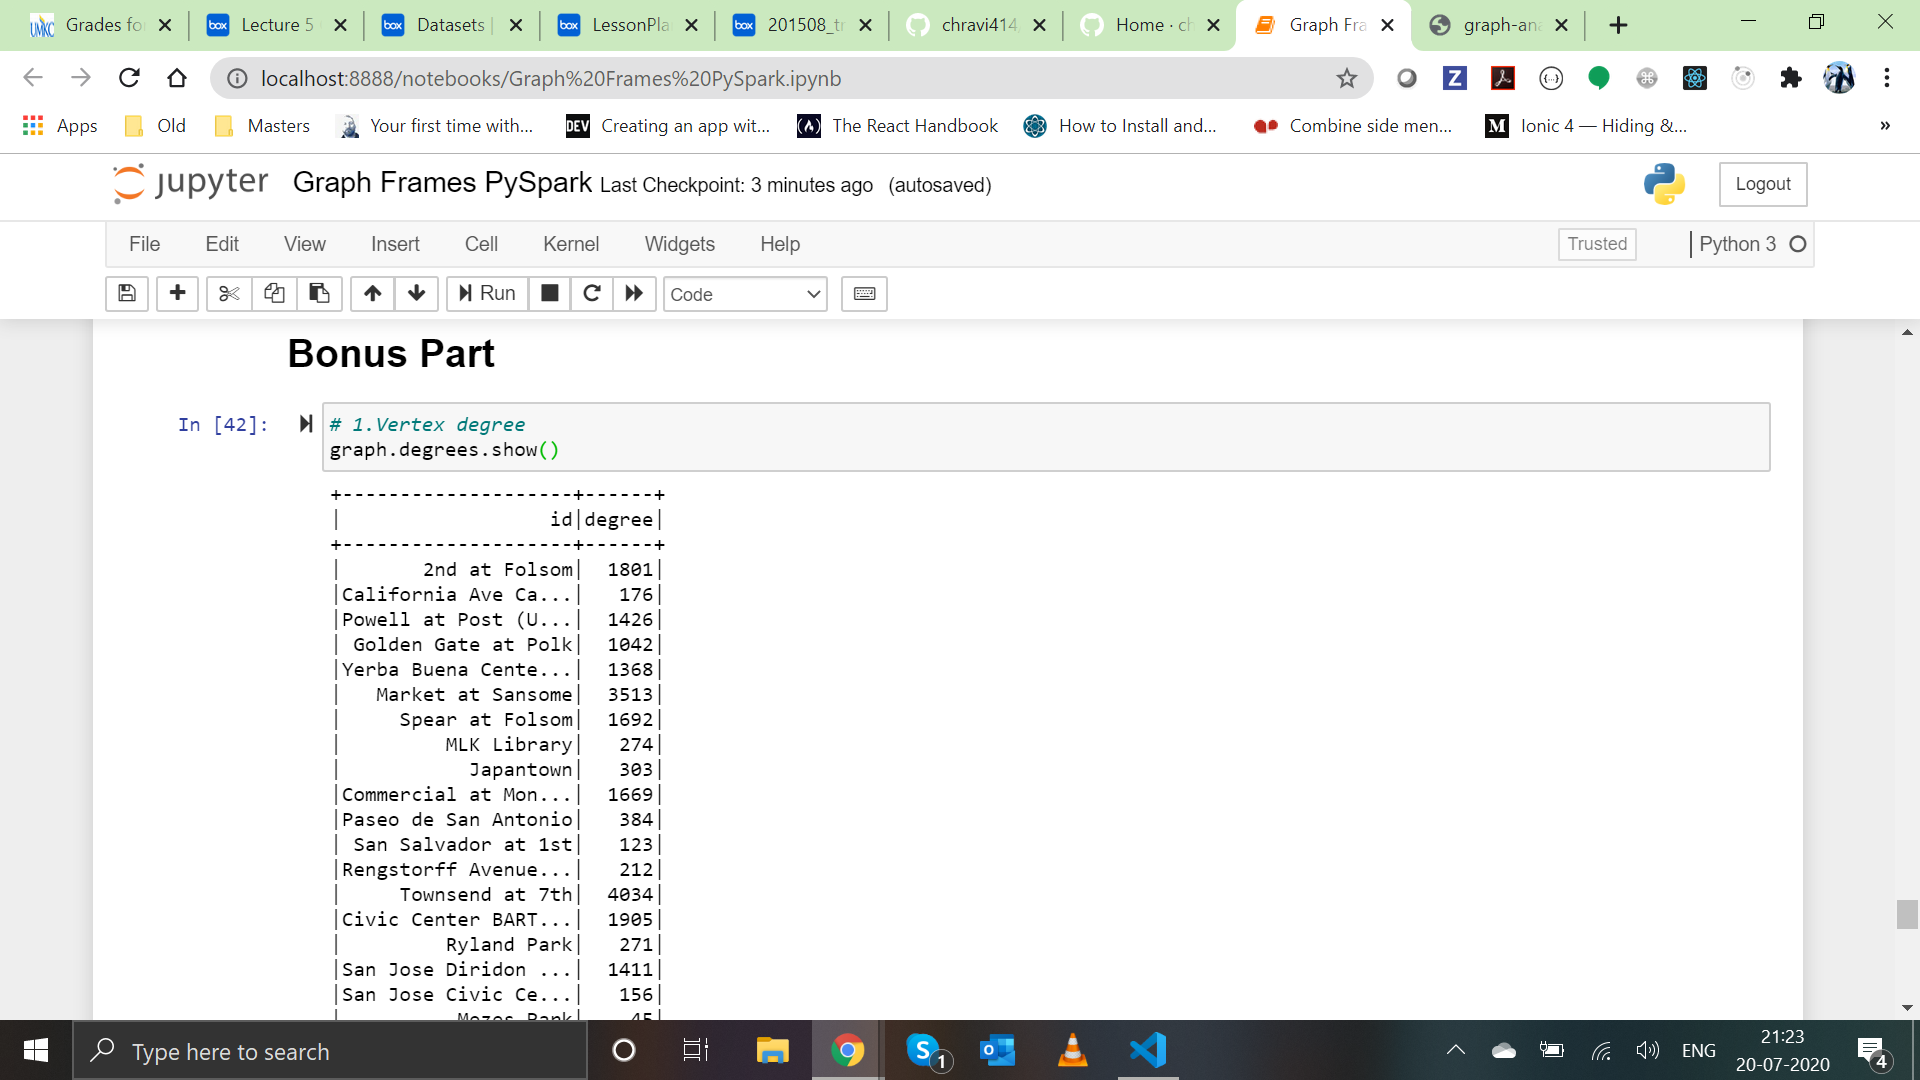 Grades fo
Lecture 5
Datasets |
LessonPla
201508_tr
chravi414
Home · ch
Graph Fra
graph-ana
localhost:8888/notebooks/Graph%20Frames%20PySpark.ipynb
Apps
Old
Masters
Your first time with...
Creating an app wit...
The React Handbook
How to Install and...
Combine side men...
Ionic 4 — Hiding &...
»
jupyter
Graph Frames PySpark Last Checkpoint: 3 minutes ago (autosaved)
Logout
File Edit View Insert Cell Kernel Widgets Help
Trusted
Python 3
Run
Code
Bonus Part
In [42]:
# 1.Vertex degree
graph.degrees.show()
+--------------------+------+
|                  id|degree|
+--------------------+------+
|       2nd at Folsom|  1801|
|California Ave Ca...|   176|
|Powell at Post (U...|  1426|
| Golden Gate at Polk|  1042|
|Yerba Buena Cente...|  1368|
|   Market at Sansome|  3513|
|     Spear at Folsom|  1692|
|         MLK Library|   274|
|           Japantown|   303|
|Commercial at Mon...|  1669|
|Paseo de San Antonio|   384|
| San Salvador at 1st|   123|
|Rengstorff Avenue...|   212|
|     Townsend at 7th|  4034|
|Civic Center BART...|  1905|
|         Ryland Park|   271|
|San Jose Diridon ...|  1411|
|San Jose Civic Ce...|   156|
|          Mezes Park|    45|
Type here to search
1
ENG
21:23
20-07-2020
4